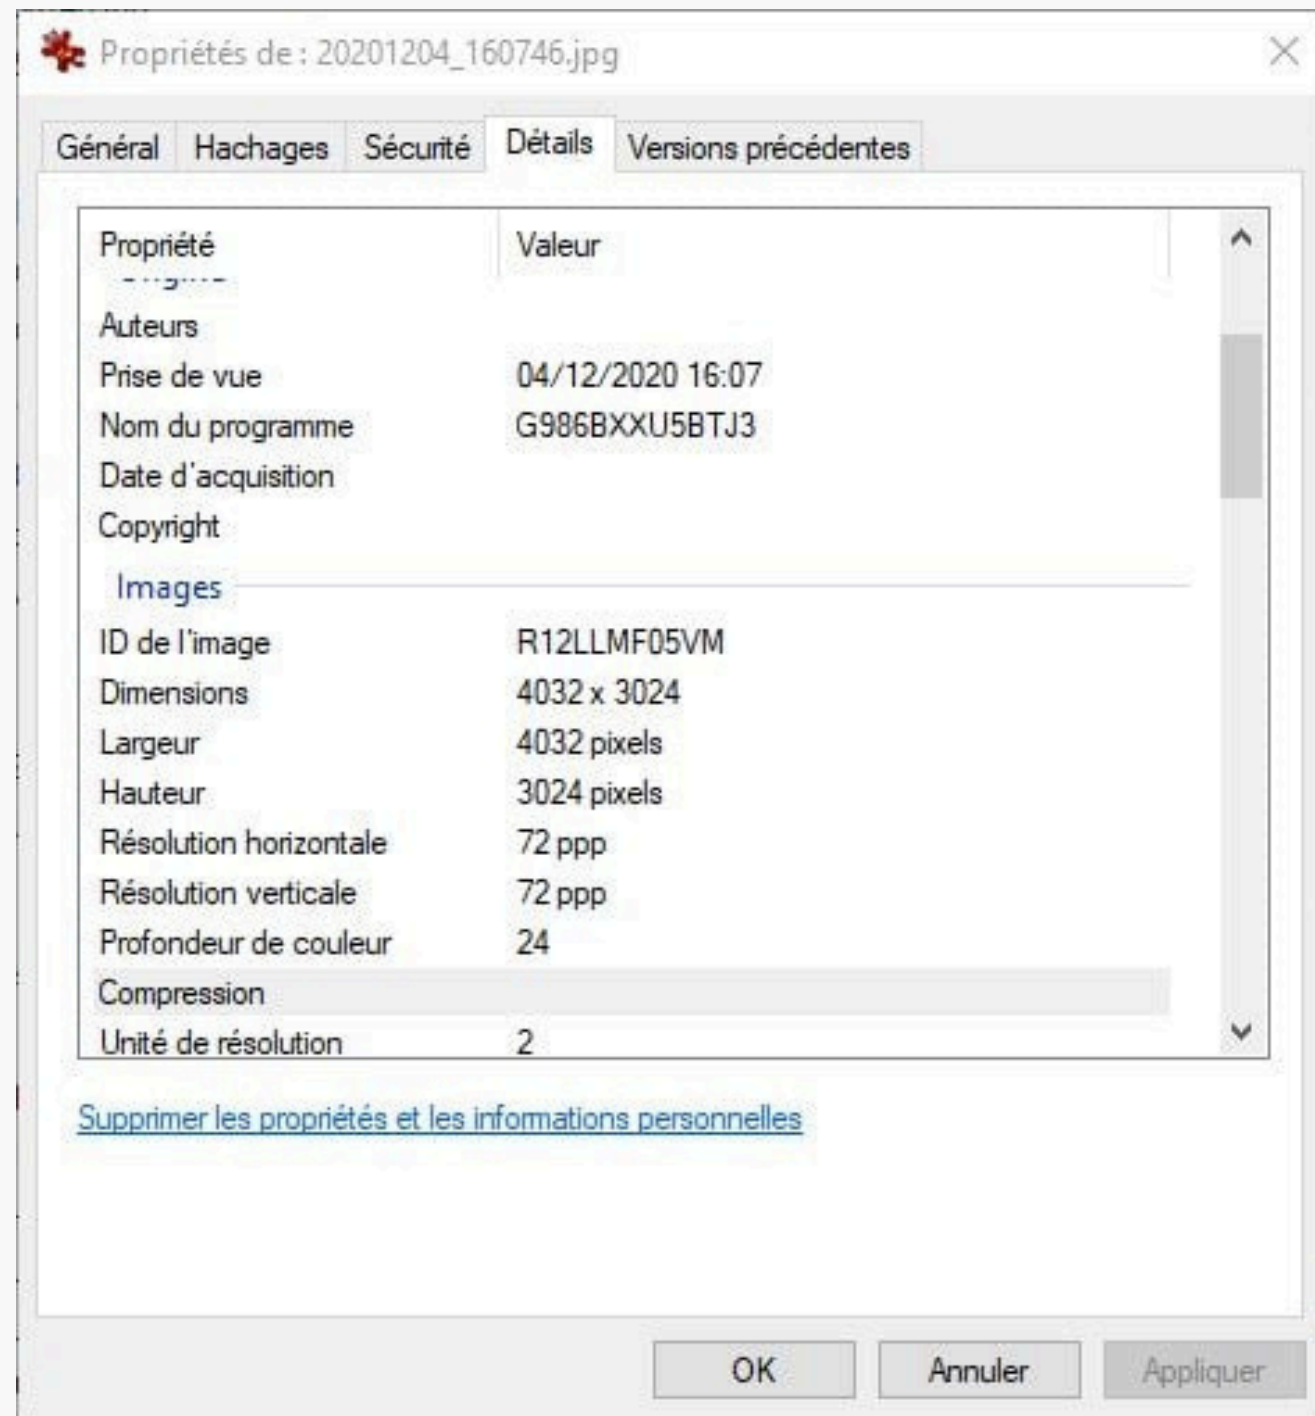 Propriétés de : 20201204_160746.jpg
Général Hachages Sécurité Détails Versions précédentes
Propriété Valeur
Auteurs
Prise de vue 04/12/2020 16:07
Nom du programme G986BXXU5BTJ3
Date d'acquisition
Copyright
Images
ID de l'image R12LLMF05VM
Dimensions 4032 x 3024
Largeur 4032 pixels
Hauteur 3024 pixels
Résolution horizontale 72 ppp
Résolution verticale 72 ppp
Profondeur de couleur 24
Compression
Unité de résolution 2
Supprimer les propriétés et les informations personnelles
OK Annuler Appliquer